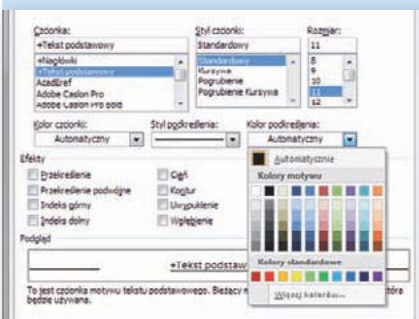 Czcionka: Styl czcionki: Rozmiar:
+Tekst podstawowy Standardowy 11
+Nagłówki Standardowy 8
+Tekst podstawowy Kursywa 9
AcadEref Pogrubienie 10
Adobe Caslon Pro Pogrubienie Kursywa 11
Adobe Caslon Pro Bold 12
Kolor czcionki: Styl podkreślenia: Kolor podkreślenia:
Automatyczny Automatyczny
Efekty
Automatycznie
Przekreślenie Cień
Kolory motywu
Przekreślenie podwójne Kontur
Indeks górny Uwypuklenie
Indeks dolny Wgłębienie
Podgląd
Kolory standardowe
+Tekst podstaw
Więcej kolorów...
To jest czcionka motywu tekstu podstawowego. Bieżący m
tóra
będzie używana.